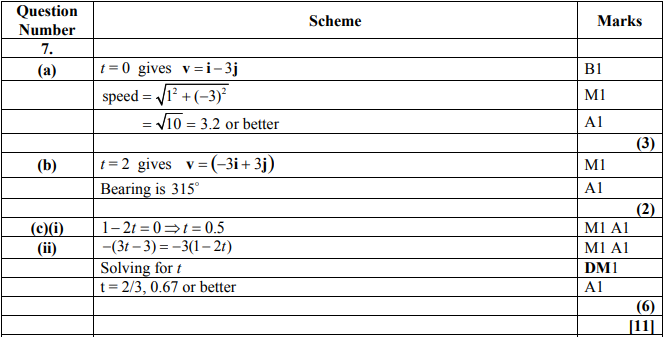 Question Number Scheme Marks
7.
(a) t = 0 gives v = i – 3j B1
speed = √(1² + (–3)²) M1
= √10 = 3.2 or better A1
(3)
(b) t = 2 gives v = (–3i + 3j) M1
Bearing is 315° A1
(2)
(c)(i) 1 – 2t = 0 ⇒ t = 0.5 M1 A1
(ii) –(3t – 3) = –3(1 – 2t) M1 A1
Solving for t DM1
t = 2/3, 0.67 or better A1
(6)
[11]